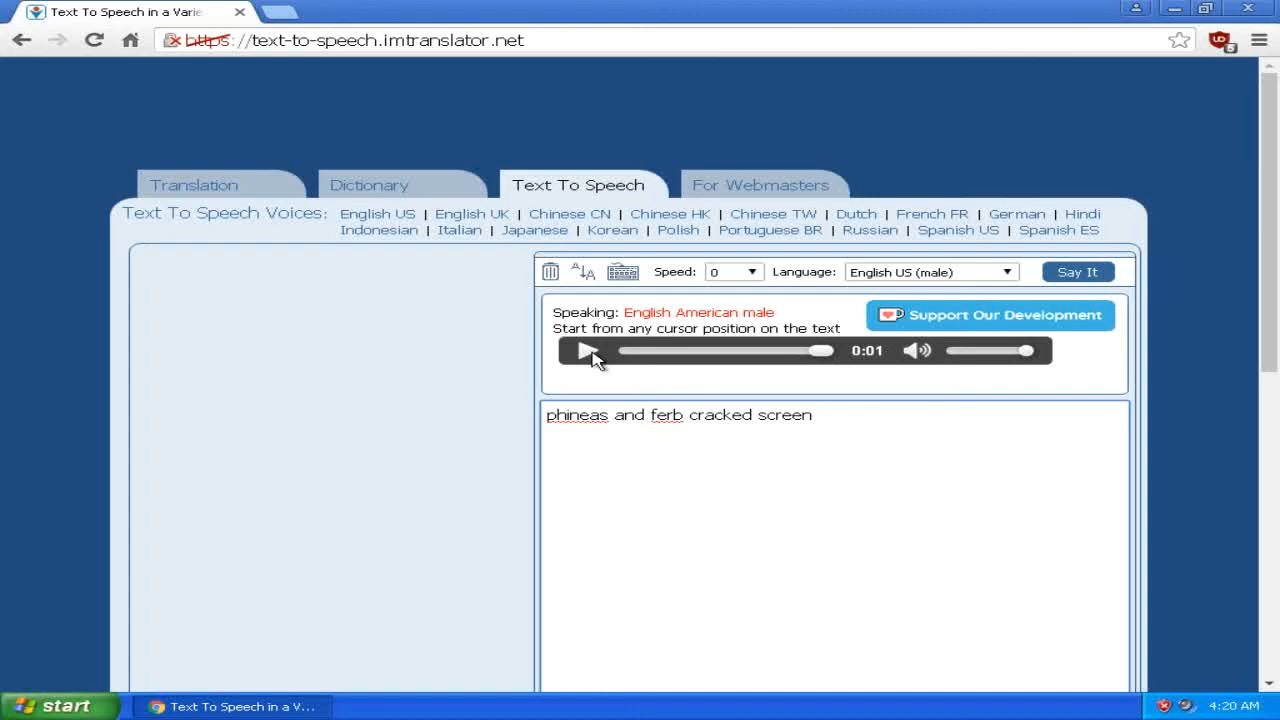 Text To Speech in a Varie
https://text-to-speech.imtranslator.net
UD
6
Translation Dictionary Text To Speech For Webmasters
Text To Speech Voices: English US | English UK | Chinese CN | Chinese HK | Chinese TW | Dutch | French FR | German | Hindi
Indonesian | Italian | Japanese | Korean | Polish | Portuguese BR | Russian | Spanish US | Spanish ES
Speed: 0 Language: English US (male) Say It
Speaking: English American male
Support Our Development
Start from any cursor position on the text
0:01
phineas and ferb cracked screen
start Text To Speech in a V... 4:20 AM